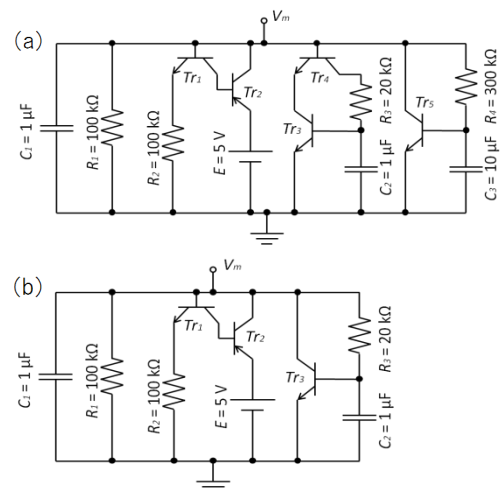 (a)
Vm
C1 = 1 μF
R1 = 100 kΩ
R2 = 100 kΩ
Tr1
Tr2
E = 5 V
Tr4
Tr3
R3 = 20 kΩ
C2 = 1 μF
Tr5
R4 = 300 kΩ
C3 = 10 μF
(b)
Vm
C1 = 1 μF
R1 = 100 kΩ
R2 = 100 kΩ
Tr1
Tr2
E = 5 V
Tr3
R3 = 20 kΩ
C2 = 1 μF